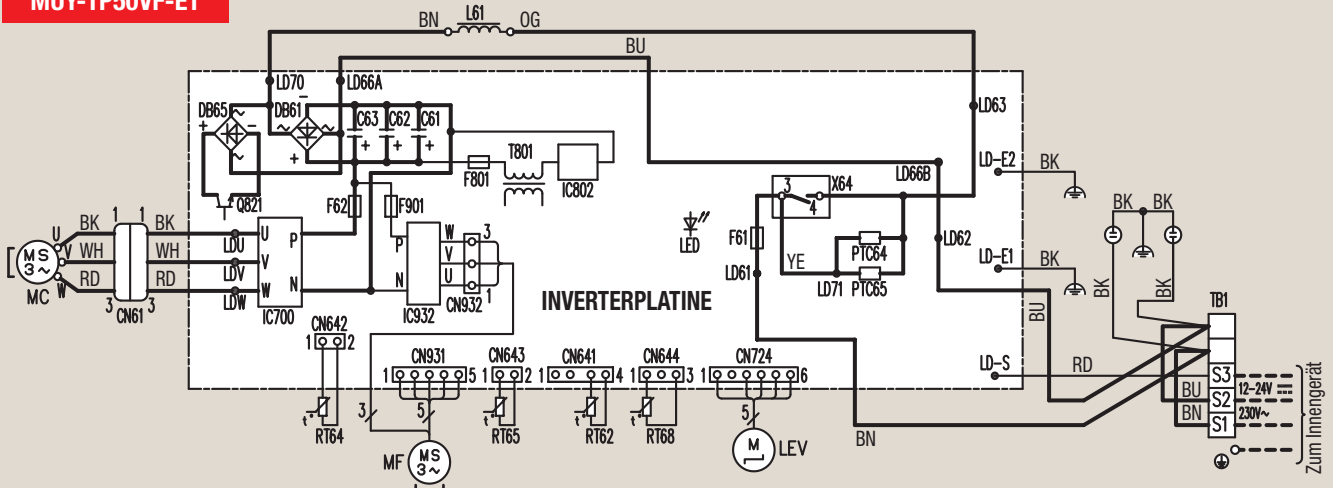 MUY-TP50VF-E1
BN L61 OG
BU
LD70 LD66A
DB65 DB61
~ - ~ ~
+ - +
~ +
C63 C62 C61
+ + +
LD63
T801
F801
IC802
Q821
F62 F901
3 X64
4
LD66B
LD-E2 BK
LED
F61
LD62
BK BK
U BK 1 1 BK
V WH WH
W RD RD
3 3
MS
3~
MC
CN61
LDU
LDV
LDW
U P
V
W N
IC700
P W 3
V
N U 1
IC932
CN932
YE
PTC64
LD71 PTC65
LD61
LD-E1 BK
BK BK
INVERTERPLATINE
BU
TB1
CN642
1 2
CN931
1 5
CN643
1 2
CN641
1 4
CN644
1 3
CN724
1 6
LD-S RD
S3
BU S2 12-24V
BN S1 230V~
Zum Innengerät
t° RT64
3 5
t° RT65
t° RT62
t° RT68
5
BN
MF
MS
3~
M
LEV